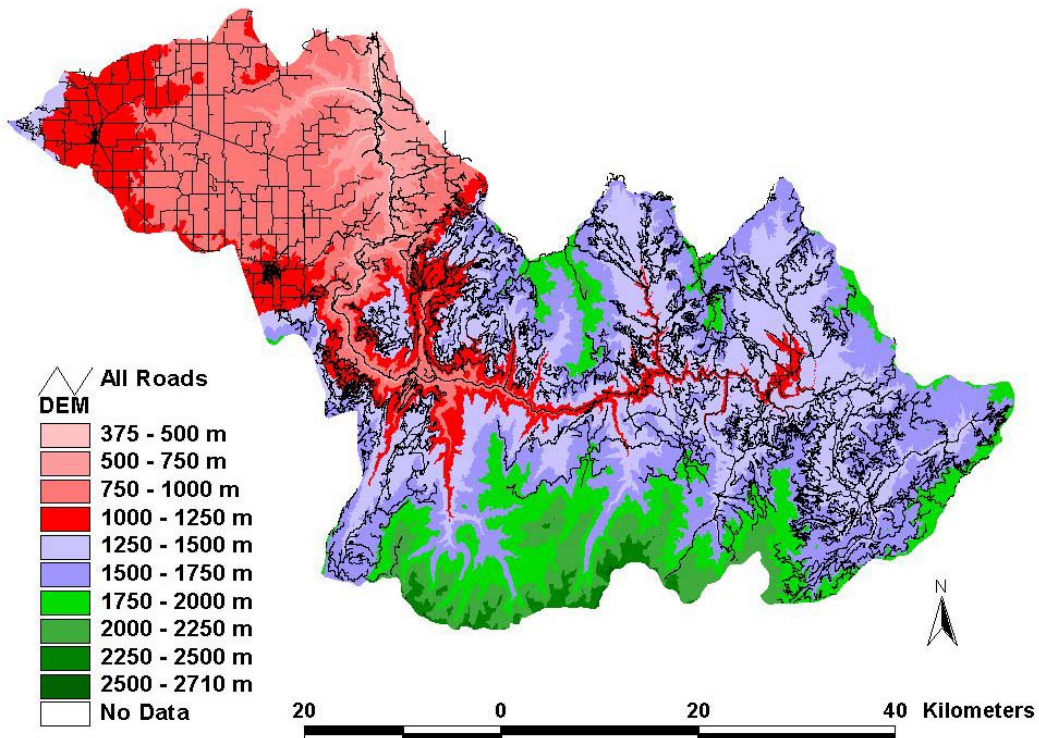 All Roads
DEM
375 - 500 m
500 - 750 m
750 - 1000 m
1000 - 1250 m
1250 - 1500 m
1500 - 1750 m
1750 - 2000 m
2000 - 2250 m
2250 - 2500 m
2500 - 2710 m
No Data
N
20 0 20 40 Kilometers